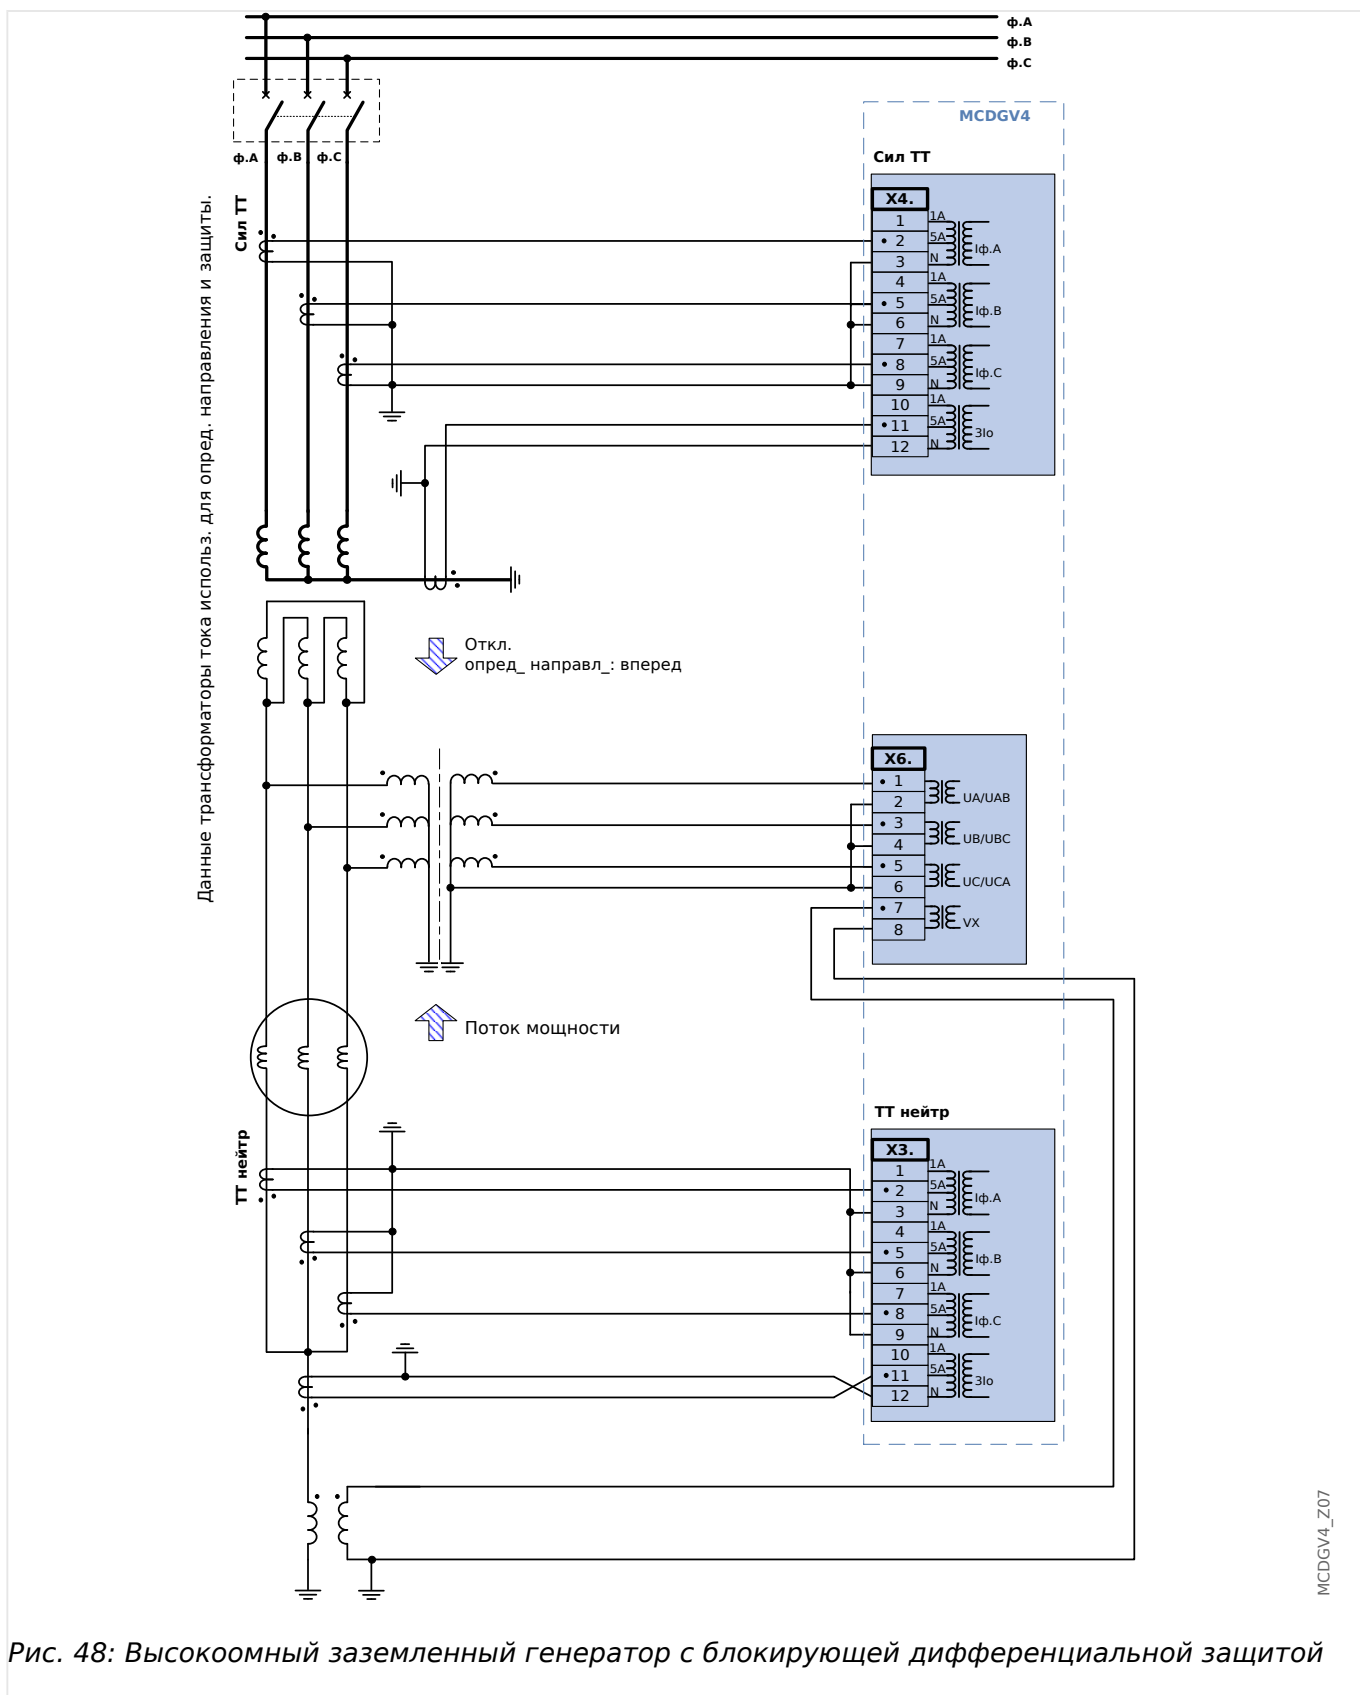 ф.A
ф.B
ф.C
MCDGV4
ф.A ф.B ф.C
Сил ТТ
Данные трансформаторы тока использ. для опред. направления и защиты.
Сил ТТ
X4.
1 1A
2 5A
3 N
Iф.A
4 1A
5 5A
6 N
Iф.B
7 1A
8 5A
9 N
Iф.C
10 1A
11 5A
12 N
3Io
Откл.
опред_ направл_: вперед
X6.
1
2
UA/UAB
3
4
UB/UBC
5
6
UC/UCA
7
8
VX
Поток мощности
ТТ нейтр
ТТ нейтр
X3.
1 1A
2 5A
3 N
Iф.A
4 1A
5 5A
6 N
Iф.B
7 1A
8 5A
9 N
Iф.C
10 1A
11 5A
12 N
3Io
MCDGV4_Z07
Рис. 48: Высокоомный заземленный генератор с блокирующей дифференциальной защитой